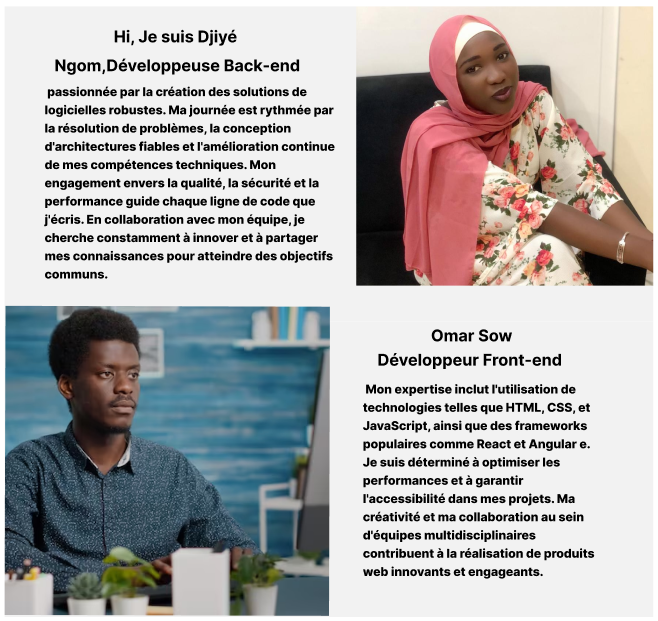 Hi, Je suis Djiyé
Ngom,Développeuse Back-end
passionnée par la création des solutions de
logicielles robustes. Ma journée est rythmée par
la résolution de problèmes, la conception
d'architectures fiables et l'amélioration continue
de mes compétences techniques. Mon
engagement envers la qualité, la sécurité et la
performance guide chaque ligne de code que
j'écris. En collaboration avec mon équipe, je
cherche constamment à innover et à partager
mes connaissances pour atteindre des objectifs
communs.
Omar Sow
Développeur Front-end
Mon expertise inclut l'utilisation de
technologies telles que HTML, CSS, et
JavaScript, ainsi que des frameworks
populaires comme React et Angular e.
Je suis déterminé à optimiser les
performances et à garantir
l'accessibilité dans mes projets. Ma
créativité et ma collaboration au sein
d'équipes multidisciplinaires
contribuent à la réalisation de produits
web innovants et engageants.